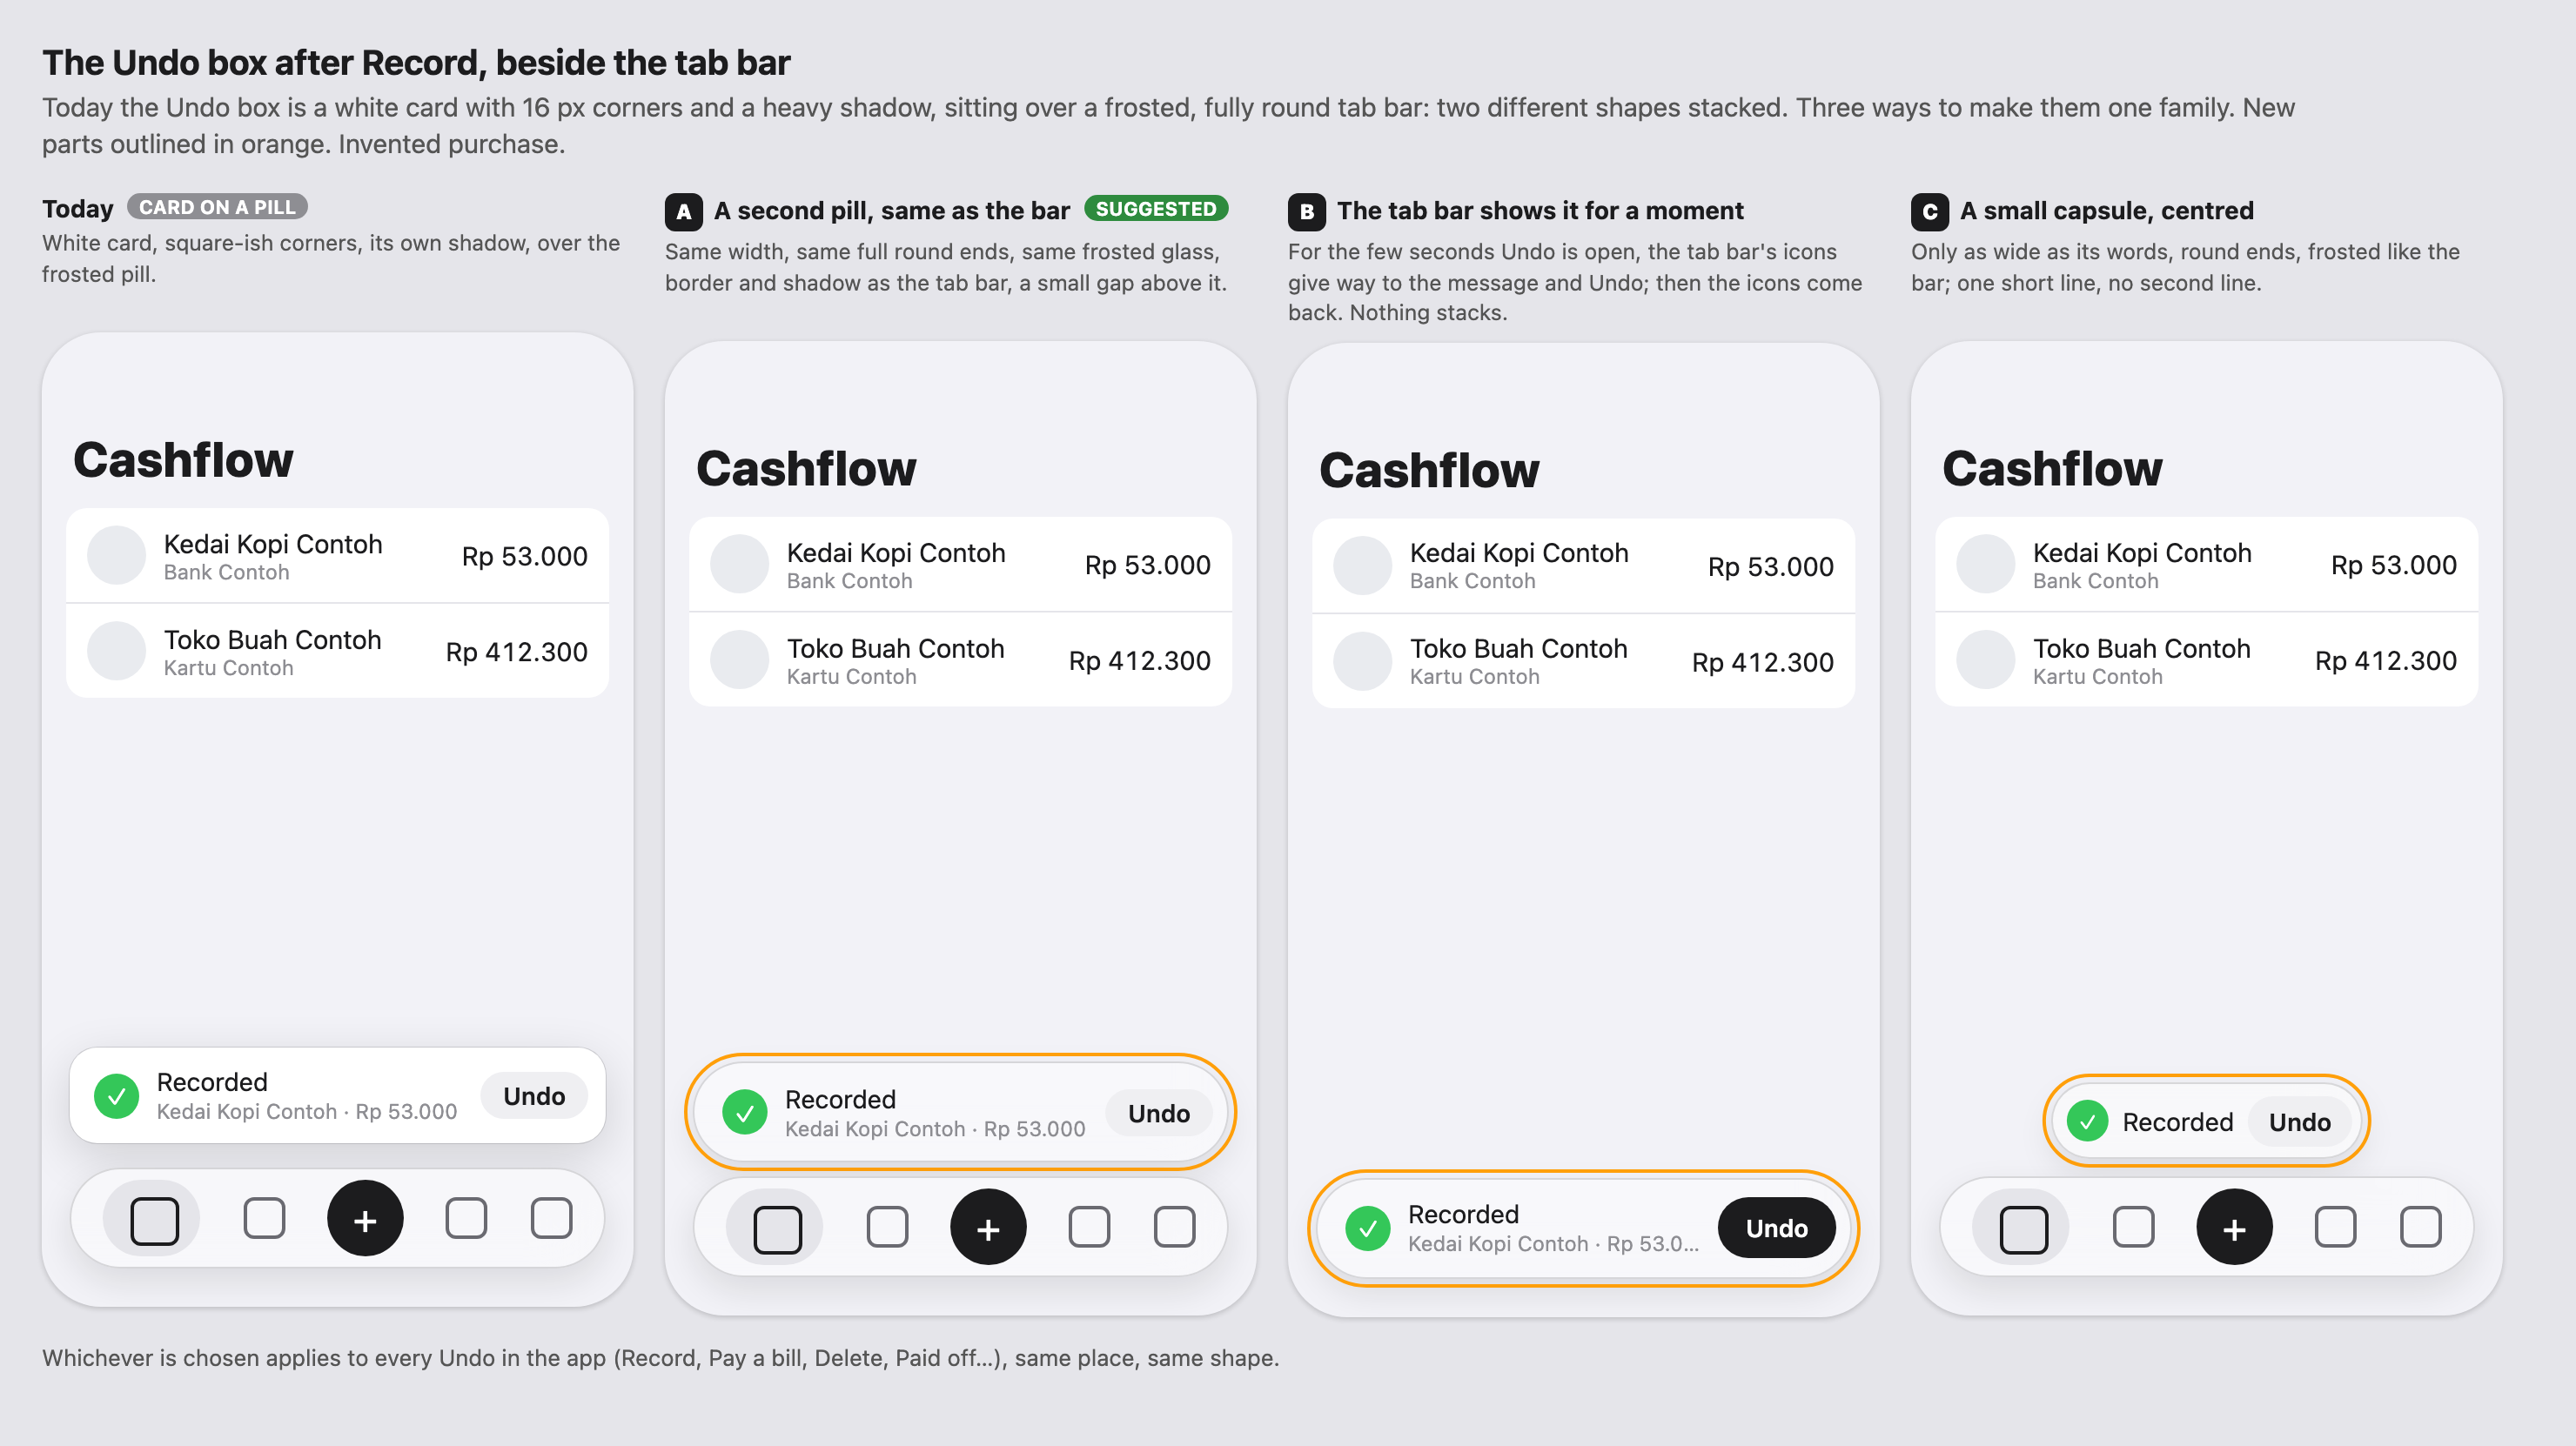 The Undo box after Record, beside the tab bar
Today the Undo box is a white card with 16 px corners and a heavy shadow, sitting over a frosted, fully round tab bar: two different shapes stacked. Three ways to make them one family. New
parts outlined in orange. Invented purchase.
Today CARD ON A PILL
White card, square-ish corners, its own shadow, over the
frosted pill.
Cashflow
Kedai Kopi Contoh Rp 53.000
Bank Contoh
Toko Buah Contoh Rp 412.300
Kartu Contoh
Recorded
Kedai Kopi Contoh · Rp 53.000
Undo
+
A A second pill, same as the bar SUGGESTED
Same width, same full round ends, same frosted glass,
border and shadow as the tab bar, a small gap above it.
Cashflow
Kedai Kopi Contoh Rp 53.000
Bank Contoh
Toko Buah Contoh Rp 412.300
Kartu Contoh
Recorded
Kedai Kopi Contoh · Rp 53.000
Undo
+
B The tab bar shows it for a moment
For the few seconds Undo is open, the tab bar's icons
give way to the message and Undo; then the icons come
back. Nothing stacks.
Cashflow
Kedai Kopi Contoh Rp 53.000
Bank Contoh
Toko Buah Contoh Rp 412.300
Kartu Contoh
Recorded
Kedai Kopi Contoh · Rp 53.0...
Undo
C A small capsule, centred
Only as wide as its words, round ends, frosted like the
bar; one short line, no second line.
Cashflow
Kedai Kopi Contoh Rp 53.000
Bank Contoh
Toko Buah Contoh Rp 412.300
Kartu Contoh
Recorded Undo
+
Whichever is chosen applies to every Undo in the app (Record, Pay a bill, Delete, Paid off...), same place, same shape.